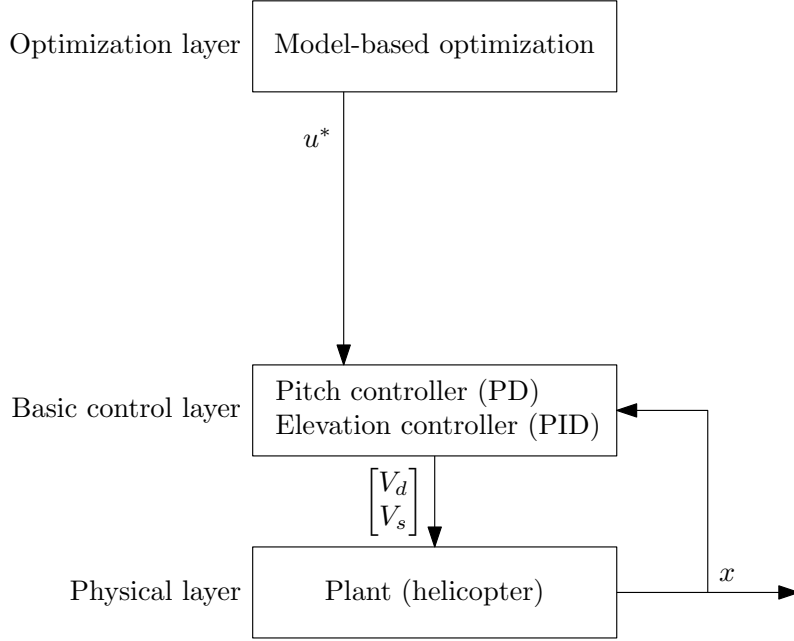 Optimization layer
Model-based optimization
u*
Basic control layer
Pitch controller (PD)
Elevation controller (PID)
[V_d
V_s]
Physical layer
Plant (helicopter)
x